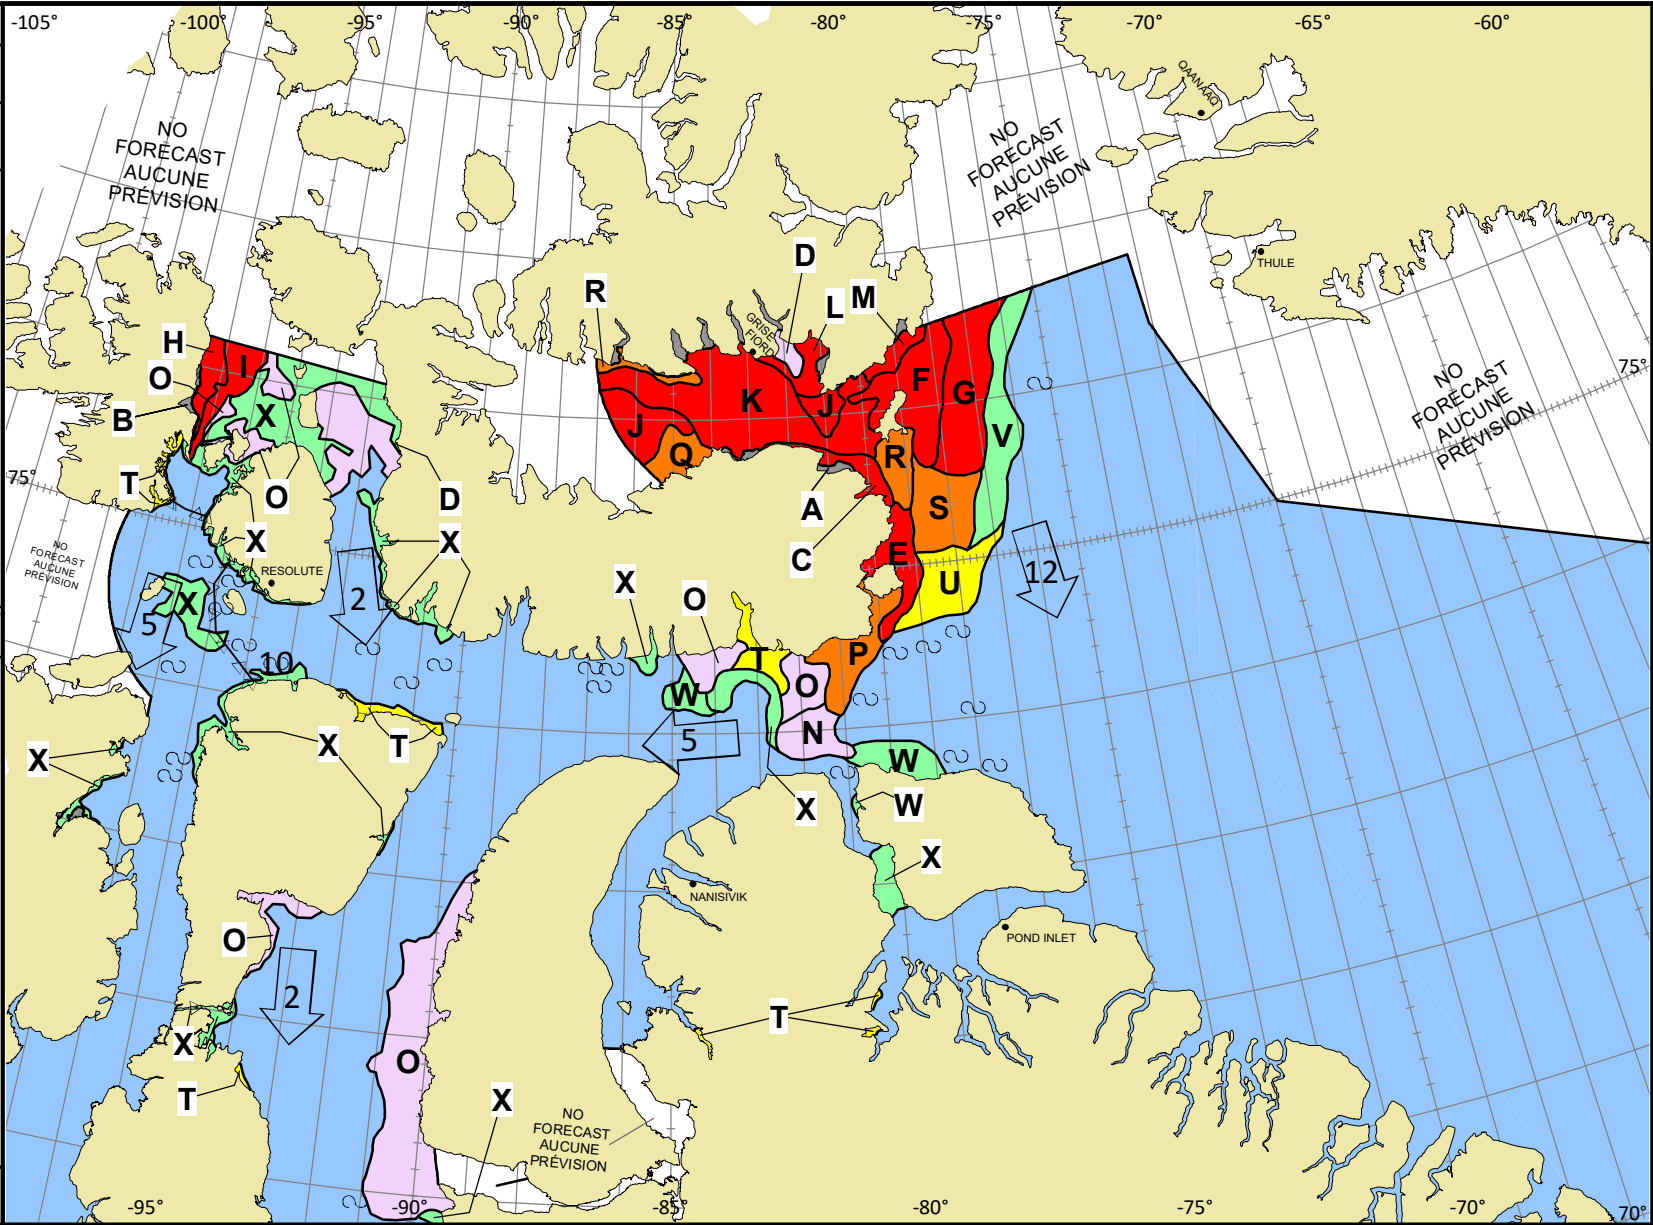 -105° -100° -95° -90° -85° -80° -75° -70° -65° -60°
QAANAAQ
NO
FORECAST
AUCUNE
PRÉVISION
NO
FORECAST
AUCUNE
PRÉVISION
THULE
D
R
L
M
GRISE
FIORD
H
I
O
B
X
K
J
F
G
J
V
75°
NO
FORECAST
AUCUNE
PRÉVISION
Q
R
T
75°
O
D
A
S
X
X
C
E
NO
FORECAST
AUCUNE
PRÉVISION
RESOLUTE
12
X
U
X
2
O
5
10
T
P
W
O
X
X
T
5
N
W
X
W
X
NANISIVIK
O
POND INLET
2
T
X
O
T
X
NO
FORECAST
AUCUNE
PRÉVISION
-95° -90° -85° -80° -75° -70° 70°